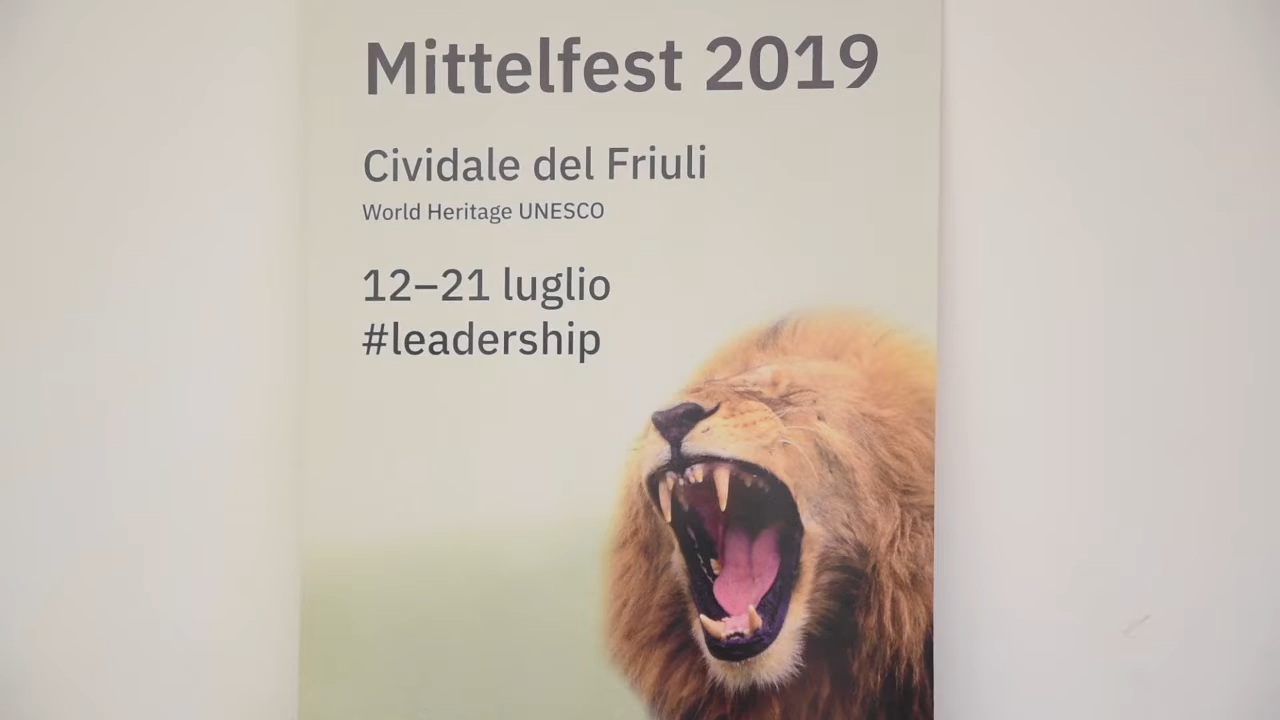 Mittelfest 2019
Cividale del Friuli
World Heritage UNESCO
12–21 luglio
#leadership